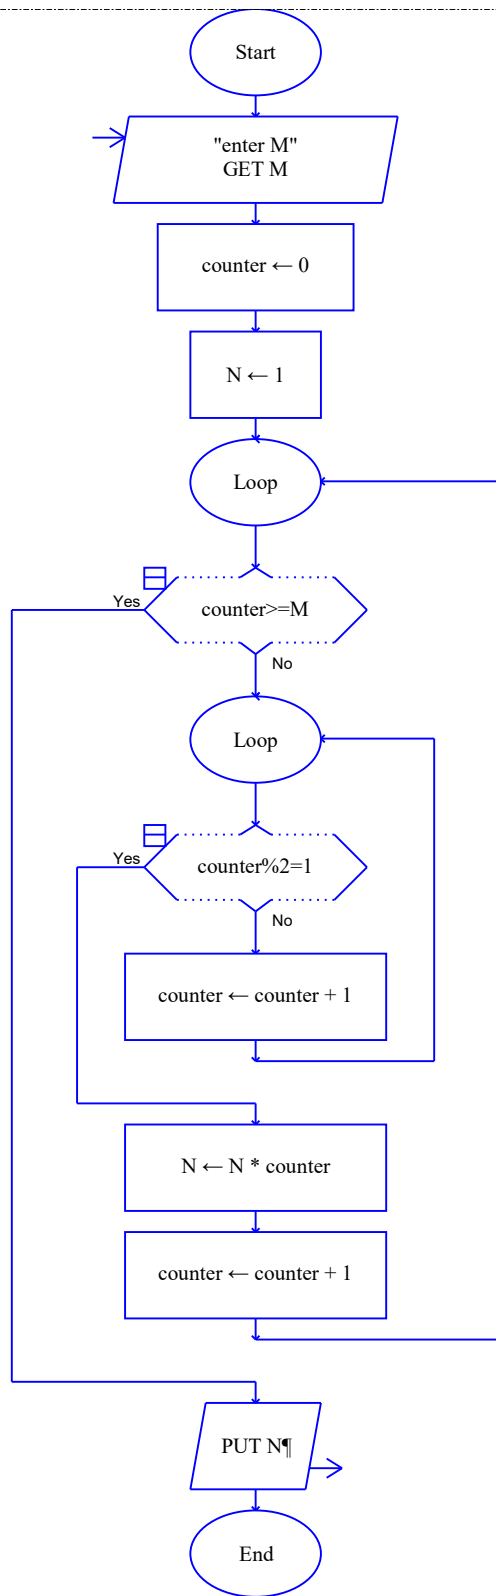 Start
"enter M"
GET M
counter ← 0
N ← 1
Loop
counter>=M
Yes
No
Loop
counter%2=1
Yes
No
counter ← counter + 1
N ← N * counter
counter ← counter + 1
PUT N¶
End